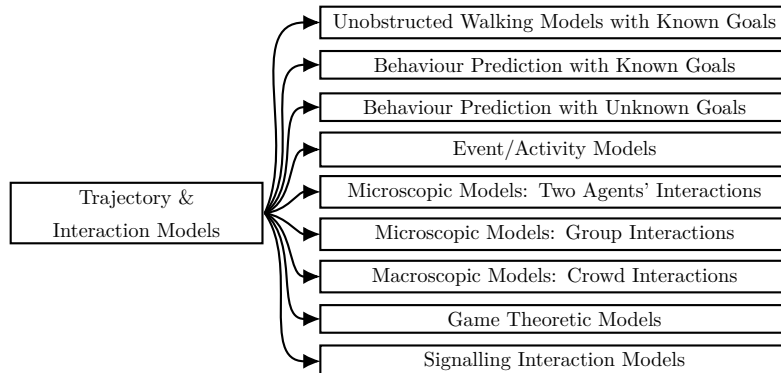 Unobstructed Walking Models with Known Goals
Behaviour Prediction with Known Goals
Behaviour Prediction with Unknown Goals
Event/Activity Models
Trajectory &
Interaction Models
Microscopic Models: Two Agents' Interactions
Microscopic Models: Group Interactions
Macroscopic Models: Crowd Interactions
Game Theoretic Models
Signalling Interaction Models